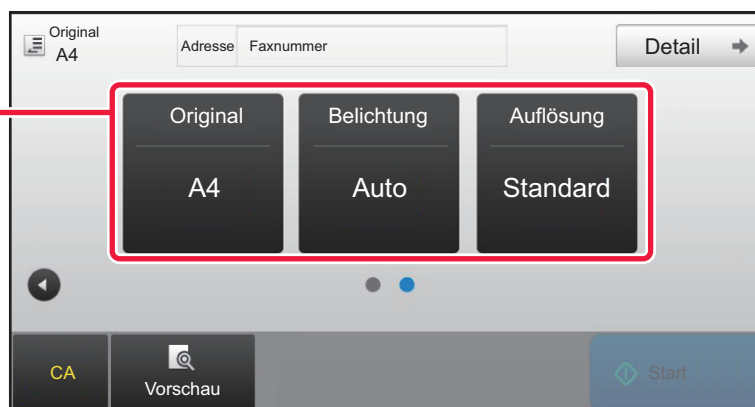 Original
A4
Adresse Faxnummer
Detail
Original Belichtung Auflösung
A4 Auto Standard
CA
Vorschau
Start